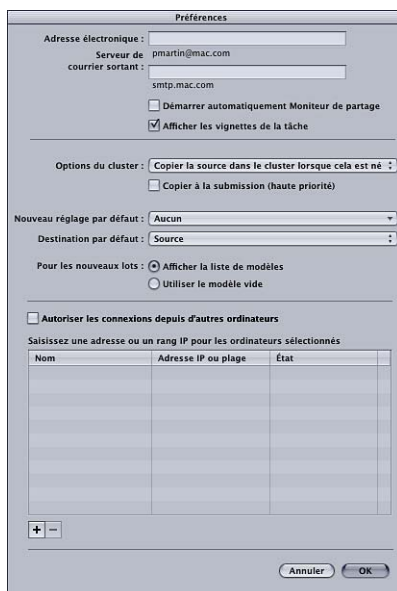 Préférences
Adresse électronique :
Serveur de pmartin@mac.com
courrier sortant :
smtp.mac.com
Démarrer automatiquement Moniteur de partage
Afficher les vignettes de la tâche
Options du cluster : Copier la source dans le cluster lorsque cela est né
Copier à la submission (haute priorité)
Nouveau réglage par défaut : Aucun
Destination par défaut : Source
Pour les nouveaux lots : Afficher la liste de modèles
Utiliser le modèle vide
Autoriser les connexions depuis d'autres ordinateurs
Saisissez une adresse ou un rang IP pour les ordinateurs sélectionnés
Nom Adresse IP ou plage État
+ −
Annuler OK